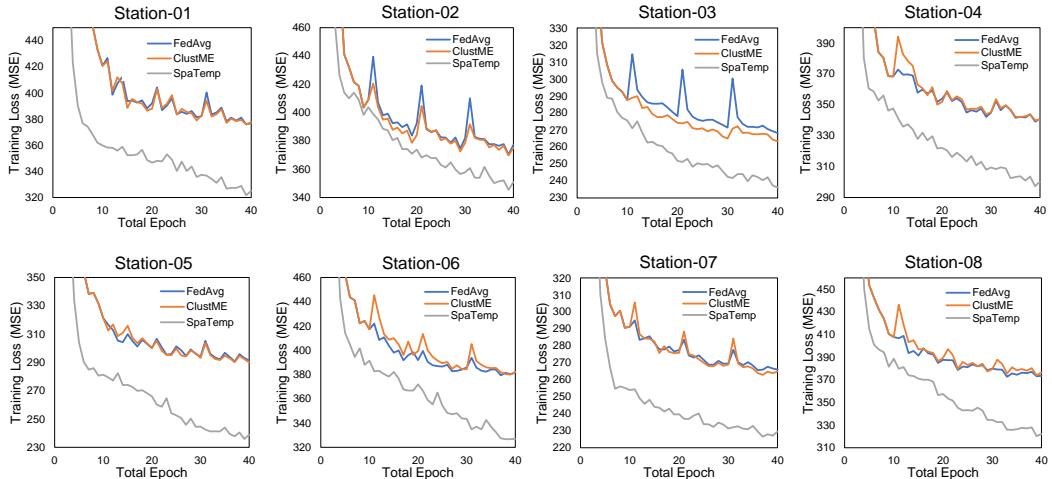 Station-01
Training Loss (MSE)
440
420
400
380
360
340
320
0
10
20
30
40
Total Epoch
FedAvg
ClustME
SpaTemp
Station-02
Training Loss (MSE)
460
440
420
400
380
360
340
0
10
20
30
40
Total Epoch
FedAvg
ClustME
SpaTemp
Station-03
Training Loss (MSE)
330
320
310
300
290
280
270
260
250
240
230
0
10
20
30
40
Total Epoch
FedAvg
ClustME
SpaTemp
Station-04
Training Loss (MSE)
390
370
350
330
310
290
0
10
20
30
40
Total Epoch
FedAvg
ClustME
SpaTemp
Station-05
Training Loss (MSE)
350
330
310
290
270
250
230
0
10
20
30
40
Total Epoch
FedAvg
ClustME
SpaTemp
Station-06
Training Loss (MSE)
460
440
420
400
380
360
340
320
0
10
20
30
40
Total Epoch
FedAvg
ClustME
SpaTemp
Station-07
Training Loss (MSE)
320
310
300
290
280
270
260
250
240
230
220
0
10
20
30
40
Total Epoch
FedAvg
ClustME
SpaTemp
Station-08
Training Loss (MSE)
450
430
410
390
370
350
330
310
0
10
20
30
40
Total Epoch
FedAvg
ClustME
SpaTemp